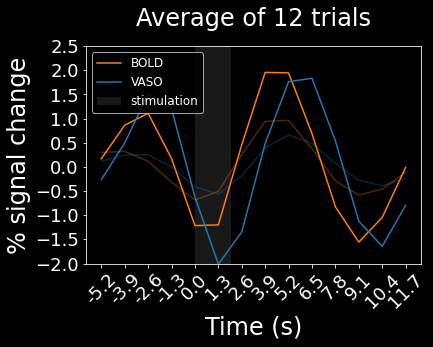 Average of 12 trials
% signal change
2.5
2.0
1.5
1.0
0.5
0.0
−0.5
−1.0
−1.5
−2.0
BOLD
VASO
stimulation
-5.2 -3.9 -2.6 -1.3 0.0 1.3 2.6 3.9 5.2 6.5 7.8 9.1 10.4 11.7
Time (s)